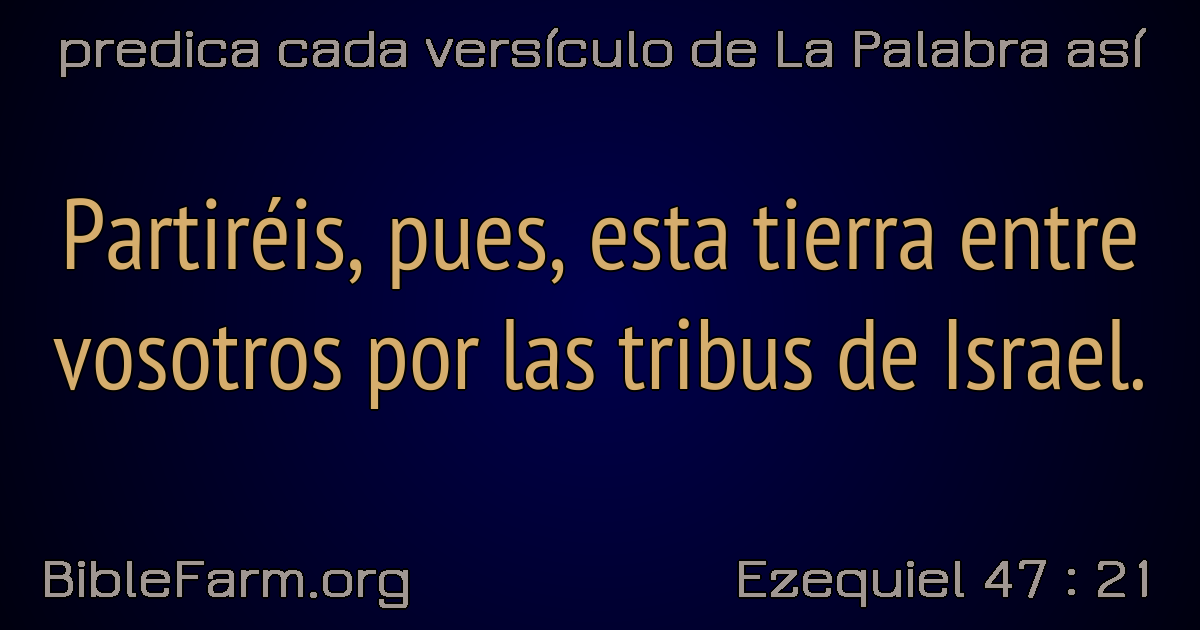 predica cada versículo de La Palabra así
Partiréis, pues, esta tierra entre
vosotros por las tribus de Israel.
BibleFarm.org
Ezequiel 47 : 21